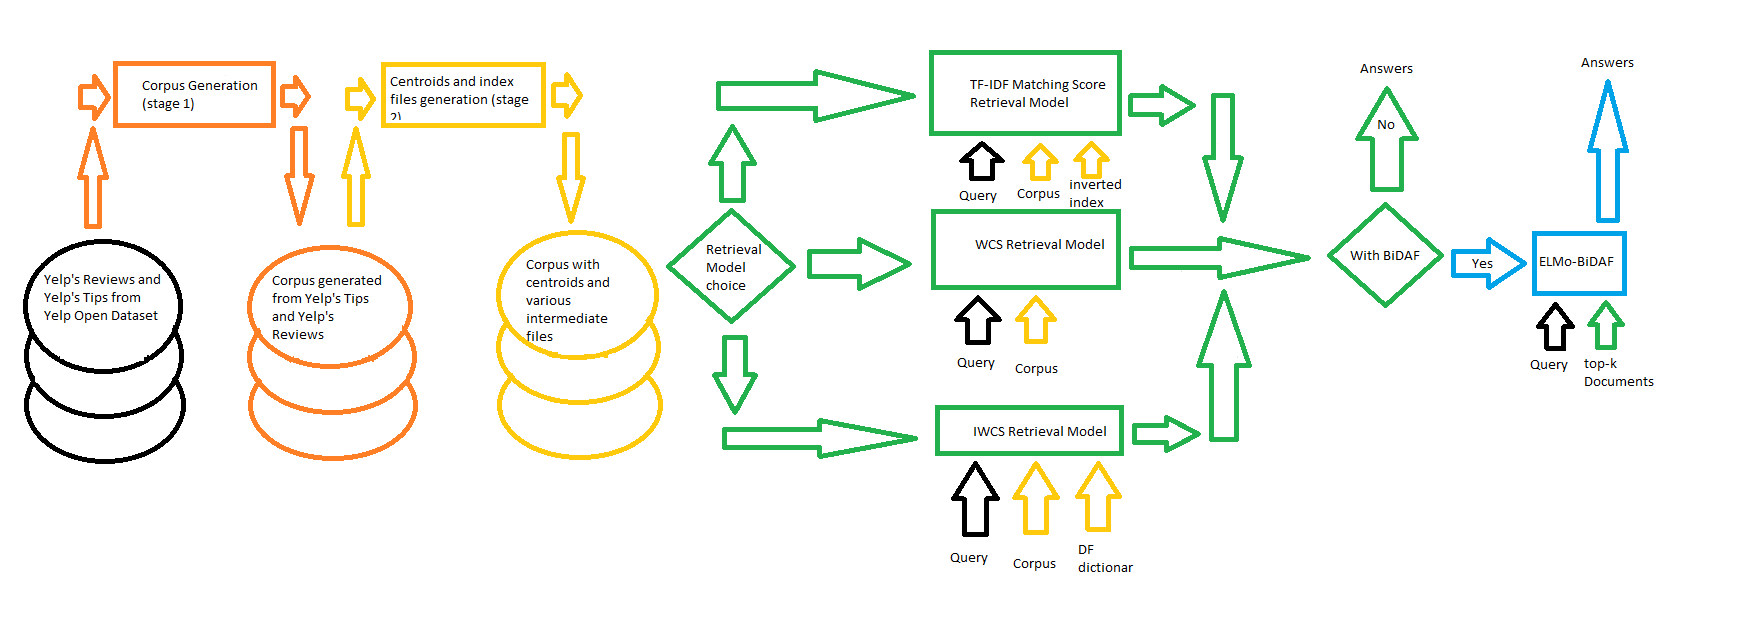 Corpus Generation
(stage 1)
Centroids and index
files generation (stage
2)
Yelp's Reviews and
Yelp's Tips from
Yelp Open Dataset
Corpus generated
from Yelp's Tips
and Yelp's
Reviews
Corpus with
centroids and
various
intermediate
files
Retrieval
Model
choice
TF-IDF Matching Score
Retrieval Model
Query
Corpus
inverted
index
WCS Retrieval Model
Query
Corpus
IWCS Retrieval Model
Query
Corpus
DF
dictionar
Answers
No
With BiDAF
Yes
Answers
ELMo-BiDAF
Query
top-k
Documents